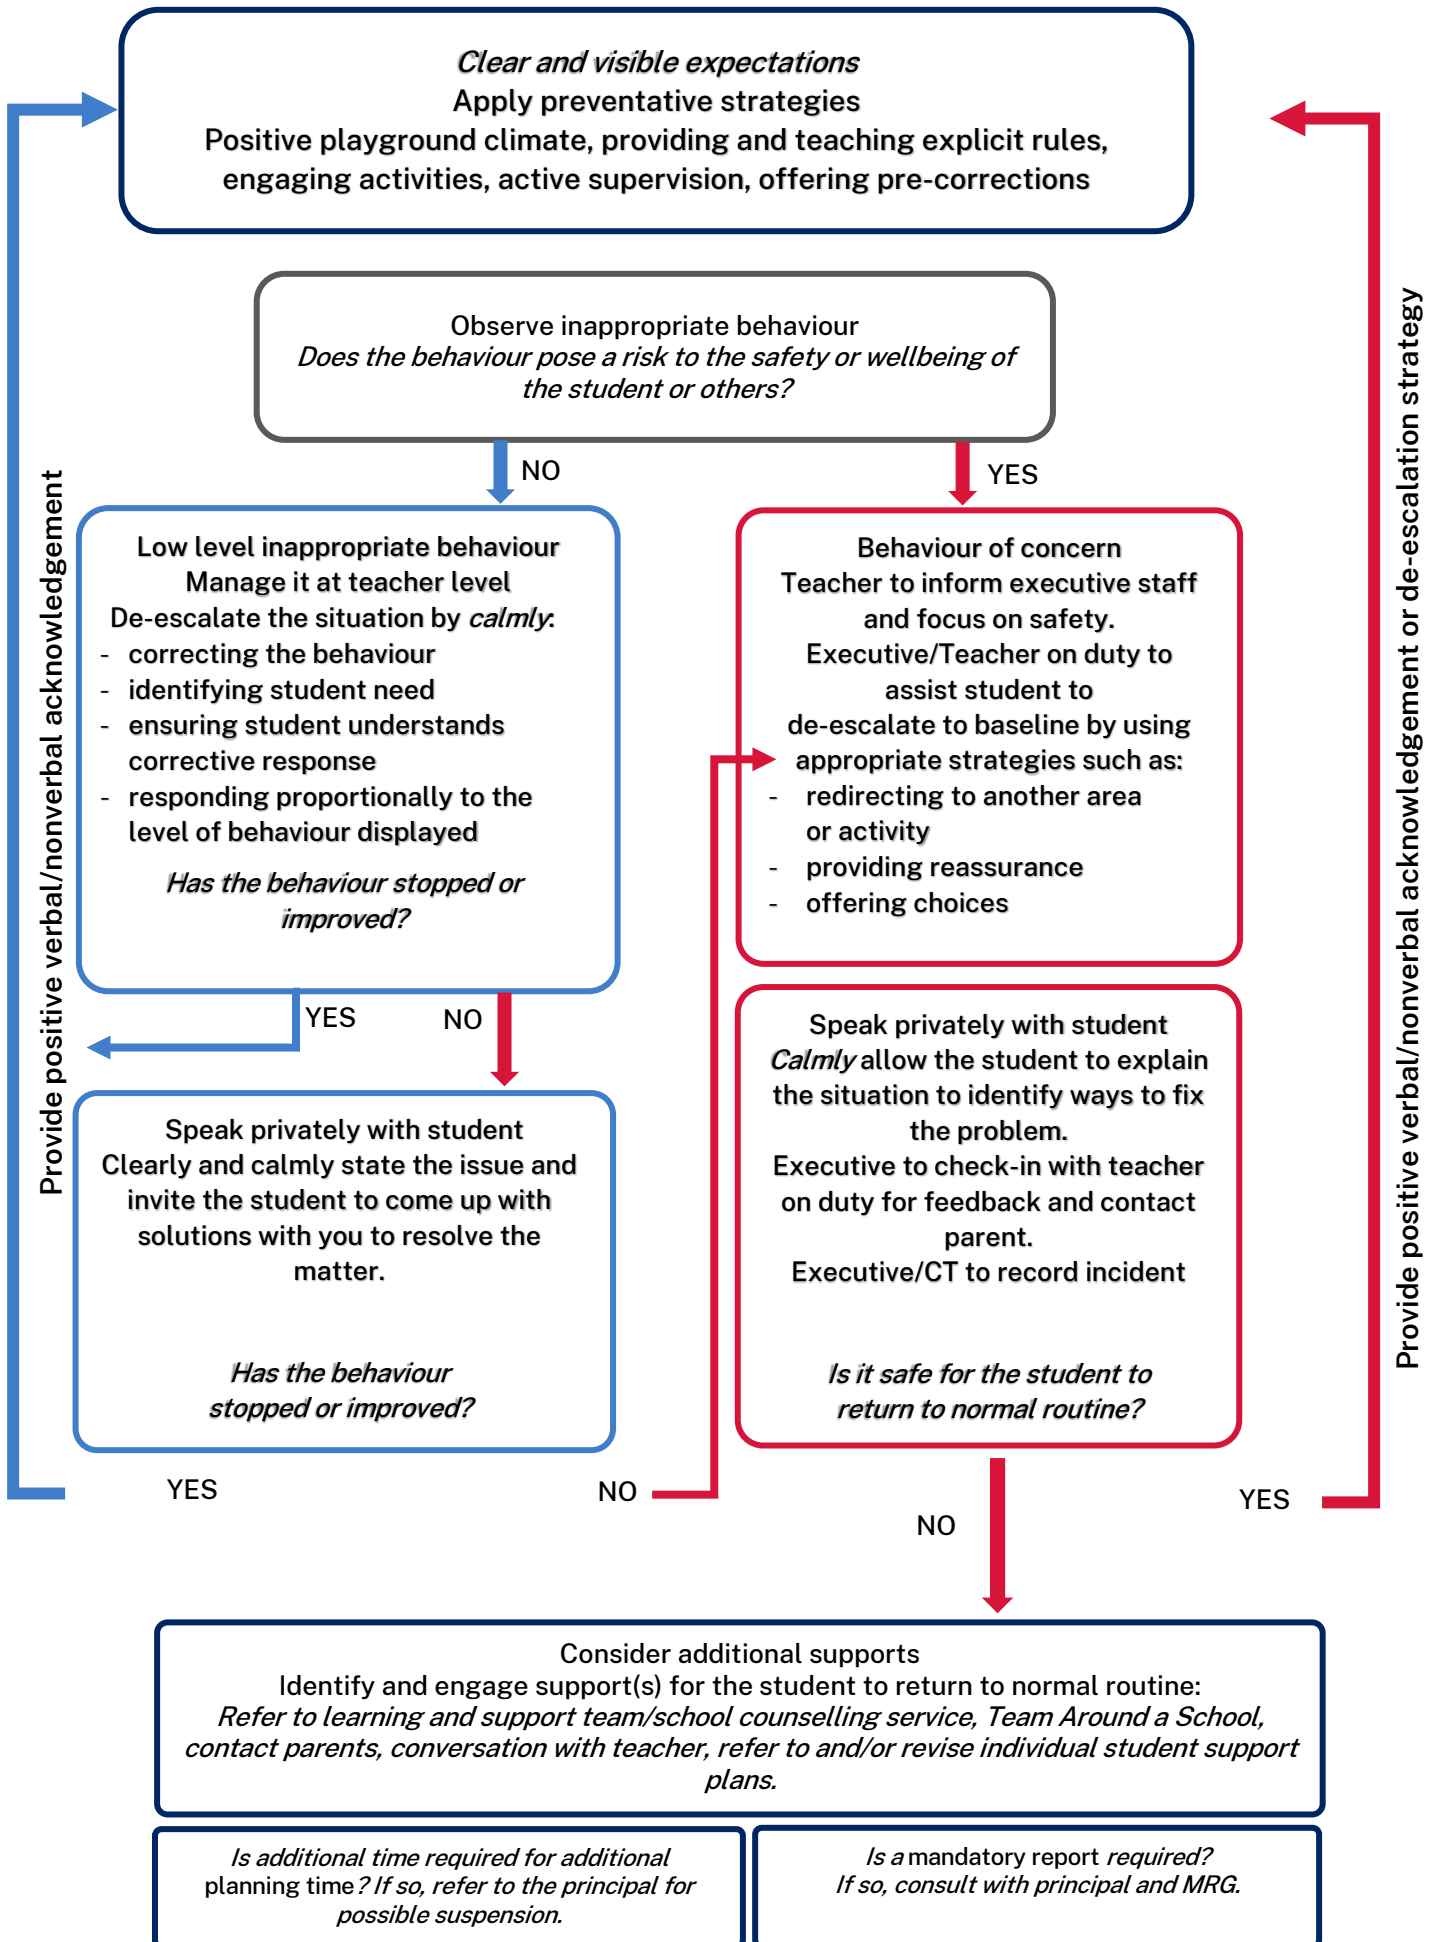 Clear and visible expectations
Apply preventative strategies
Positive playground climate, providing and teaching explicit rules,
engaging activities, active supervision, offering pre-corrections
Observe inappropriate behaviour
Does the behaviour pose a risk to the safety or wellbeing of
the student or others?
NO
YES
Provide positive verbal/nonverbal acknowledgement
Low level inappropriate behaviour
Manage it at teacher level
De-escalate the situation by calmly:
- correcting the behaviour
- identifying student need
- ensuring student understands
corrective response
- responding proportionally to the
level of behaviour displayed
Has the behaviour stopped or
improved?
Behaviour of concern
Teacher to inform executive staff
and focus on safety.
Executive/Teacher on duty to
assist student to
de-escalate to baseline by using
appropriate strategies such as:
- redirecting to another area
or activity
- providing reassurance
- offering choices
Provide positive verbal/nonverbal acknowledgement or de-escalation strategy
YES
NO
Speak privately with student
Clearly and calmly state the issue and
invite the student to come up with
solutions with you to resolve the
matter.
Has the behaviour
stopped or improved?
Speak privately with student
Calmly allow the student to explain
the situation to identify ways to fix
the problem.
Executive to check-in with teacher
on duty for feedback and contact
parent.
Executive/CT to record incident
Is it safe for the student to
return to normal routine?
YES
NO
NO
YES
Consider additional supports
Identify and engage support(s) for the student to return to normal routine:
Refer to learning and support team/school counselling service, Team Around a School,
contact parents, conversation with teacher, refer to and/or revise individual student support
plans.
Is additional time required for additional
planning time? If so, refer to the principal for
possible suspension.
Is a mandatory report required?
If so, consult with principal and MRG.